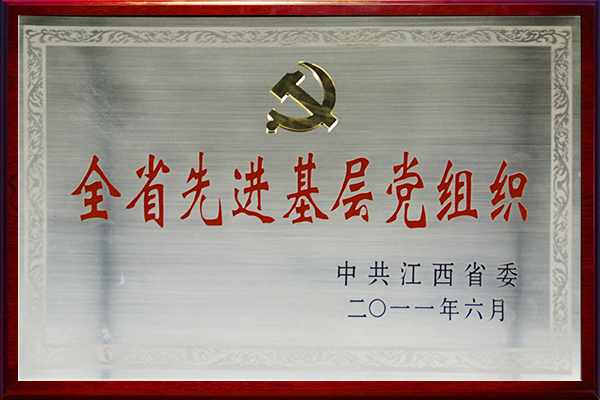 全省先进基层党组织
中共江西省委
二〇一一年六月